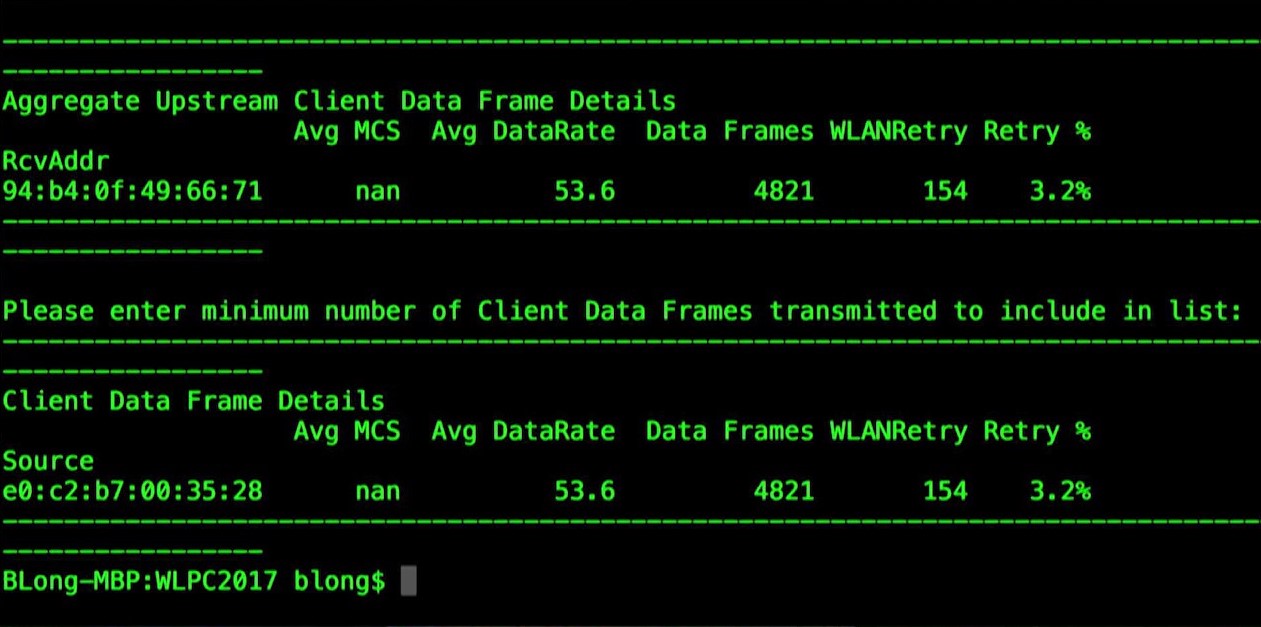 --------------------------------------------------------------------------------
-----------------
Aggregate Upstream Client Data Frame Details
Avg MCS  Avg DataRate  Data Frames WLANRetry Retry %
RcvAddr
94:b4:0f:49:66:71      nan          53.6         4821       154    3.2%
--------------------------------------------------------------------------------
-----------------
Please enter minimum number of Client Data Frames transmitted to include in list:
--------------------------------------------------------------------------------
-----------------
Client Data Frame Details
Avg MCS  Avg DataRate  Data Frames WLANRetry Retry %
Source
e0:c2:b7:00:35:28      nan          53.6         4821       154    3.2%
--------------------------------------------------------------------------------
-----------------
BLong-MBP:WLPC2017 blong$